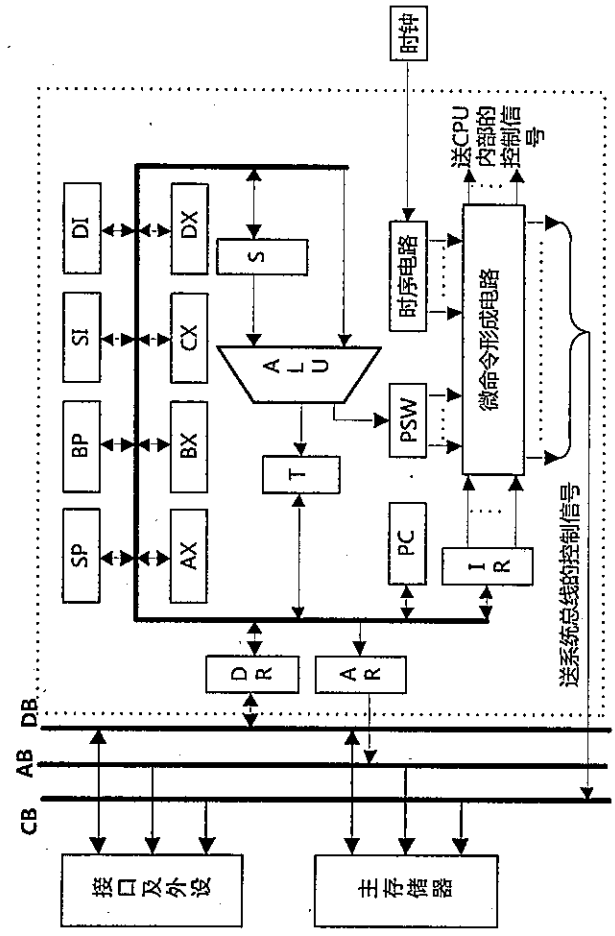 SP
BP
SI
DI
AX
BX
CX
DX
S
ALU
T
PC
PSW
时序电路
时钟
IR
微命令形成电路
送CPU
内部的
控制信
号
送系统总线的控制信号
DR
AR
DB
AB
CB
接口及外设
主存储器